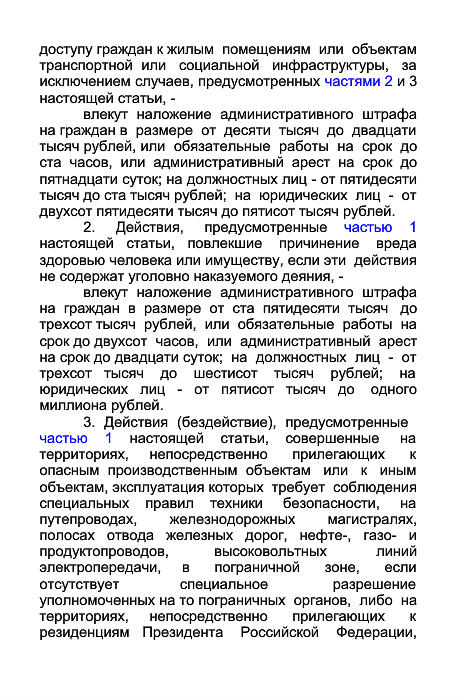 доступу граждан к жилым помещениям или объектам
транспортной или социальной инфраструктуры, за
исключением случаев, предусмотренных частями 2 и 3
настоящей статьи, -
влекут наложение административного штрафа
на граждан в размере от десяти тысяч до двадцати
тысяч рублей, или обязательные работы на срок до
ста часов, или административный арест на срок до
пятнадцати суток; на должностных лиц - от пятидесяти
тысяч до ста тысяч рублей; на юридических лиц - от
двухсот пятидесяти тысяч до пятисот тысяч рублей.
2. Действия, предусмотренные частью 1
настоящей статьи, повлекшие причинение вреда
здоровью человека или имуществу, если эти действия
не содержат уголовно наказуемого деяния, -
влекут наложение административного штрафа
на граждан в размере от ста пятидесяти тысяч до
трехсот тысяч рублей, или обязательные работы на
срок до двухсот часов, или административный арест
на срок до двадцати суток; на должностных лиц - от
трехсот тысяч до шестисот тысяч рублей; на
юридических лиц - от пятисот тысяч до одного
миллиона рублей.
3. Действия (бездействие), предусмотренные
частью 1 настоящей статьи, совершенные на
территориях, непосредственно прилегающих к
опасным производственным объектам или к иным
объектам, эксплуатация которых требует соблюдения
специальных правил техники безопасности, на
путепроводах, железнодорожных магистралях,
полосах отвода железных дорог, нефте-, газо- и
продуктопроводов, высоковольтных линий
электропередачи, в пограничной зоне, если
отсутствует специальное разрешение
уполномоченных на то пограничных органов, либо на
территориях, непосредственно прилегающих к
резиденциям Президента Российской Федерации,